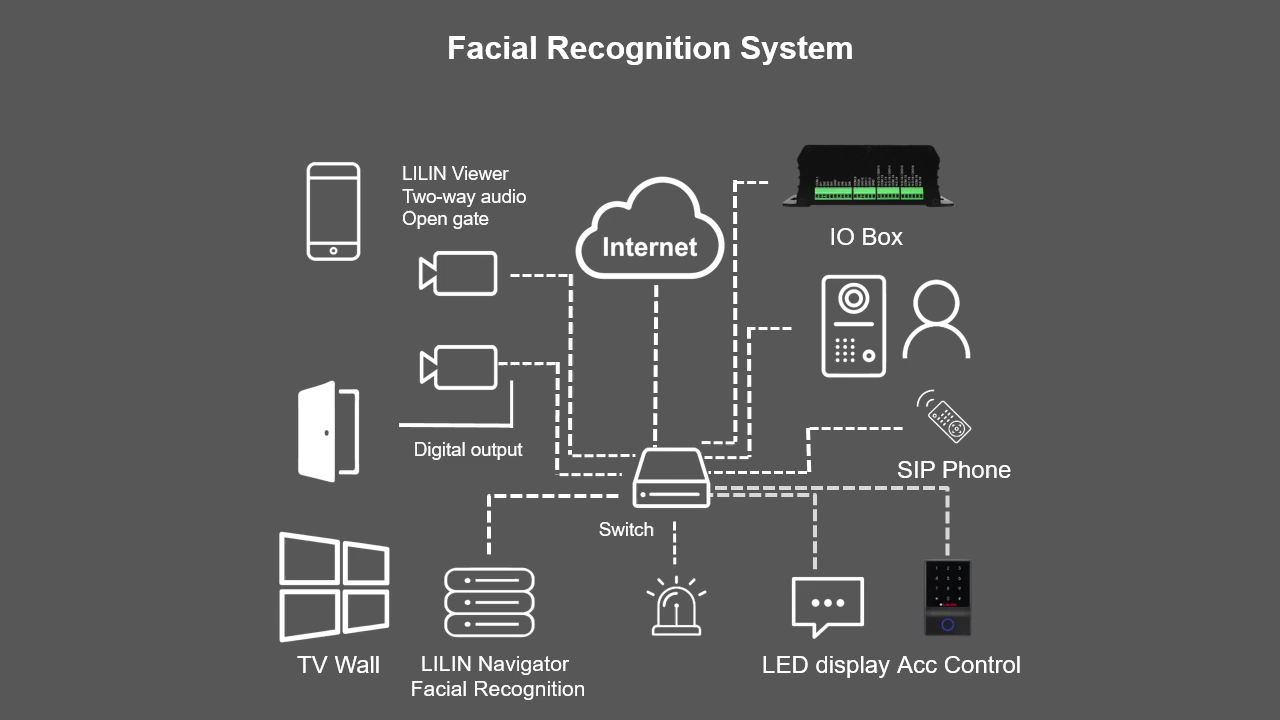 Facial Recognition System
LILIN Viewer
Two-way audio
Open gate
Internet
IO Box
Digital output
SIP Phone
Switch
TV Wall
LILIN Navigator
Facial Recognition
LED display
Acc Control